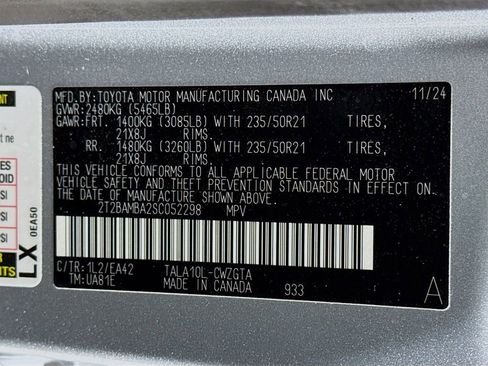 MFD.BY:TOYOTA MOTOR MANUFACTURING CANADA INC 11/24
GVWR:2480KG (5465LB)
GAWR:FRT. 1400KG (3085LB) WITH 235/50R21 TIRES,
21X8J RIMS.
RR. 1480KG (3260LB) WITH 235/50R21 TIRES,
21X8J RIMS.
THIS VEHICLE CONFORMS TO ALL APPLICABLE FEDERAL MOTOR
VEHICLE SAFETY STANDARDS IN EFFECT ON THE DATE OF
MANUFACTURE SHOWN ABOVE.
2T2BAMBA2SC052298 MPV
C/TR:1L2/EA42 TALA10L-CWZGTA
TM:UA81E MADE IN CANADA 933
A
LX
0EA50